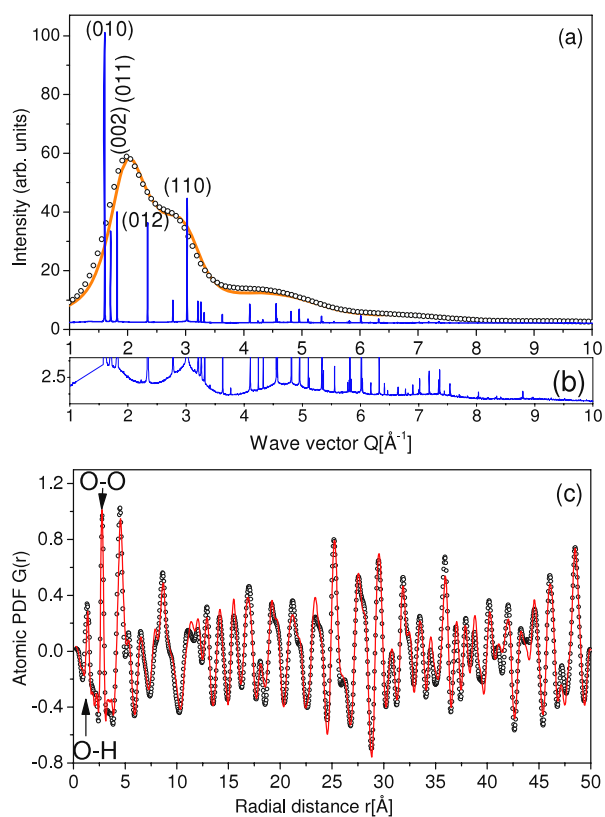 (a)
(010)
(002) (011)
(012)
(110)
Intensity (arb. units)
100
80
60
40
20
0
1 2 3 4 5 6 7 8 9 10
2.5
(b)
1 2 3 4 5 6 7 8 9 10
Wave vector Q[Å⁻¹]
(c)
O-O
O-H
Atomic PDF G(r)
1.2
0.8
0.4
0.0
-0.4
-0.8
0 5 10 15 20 25 30 35 40 45 50
Radial distance r[Å]